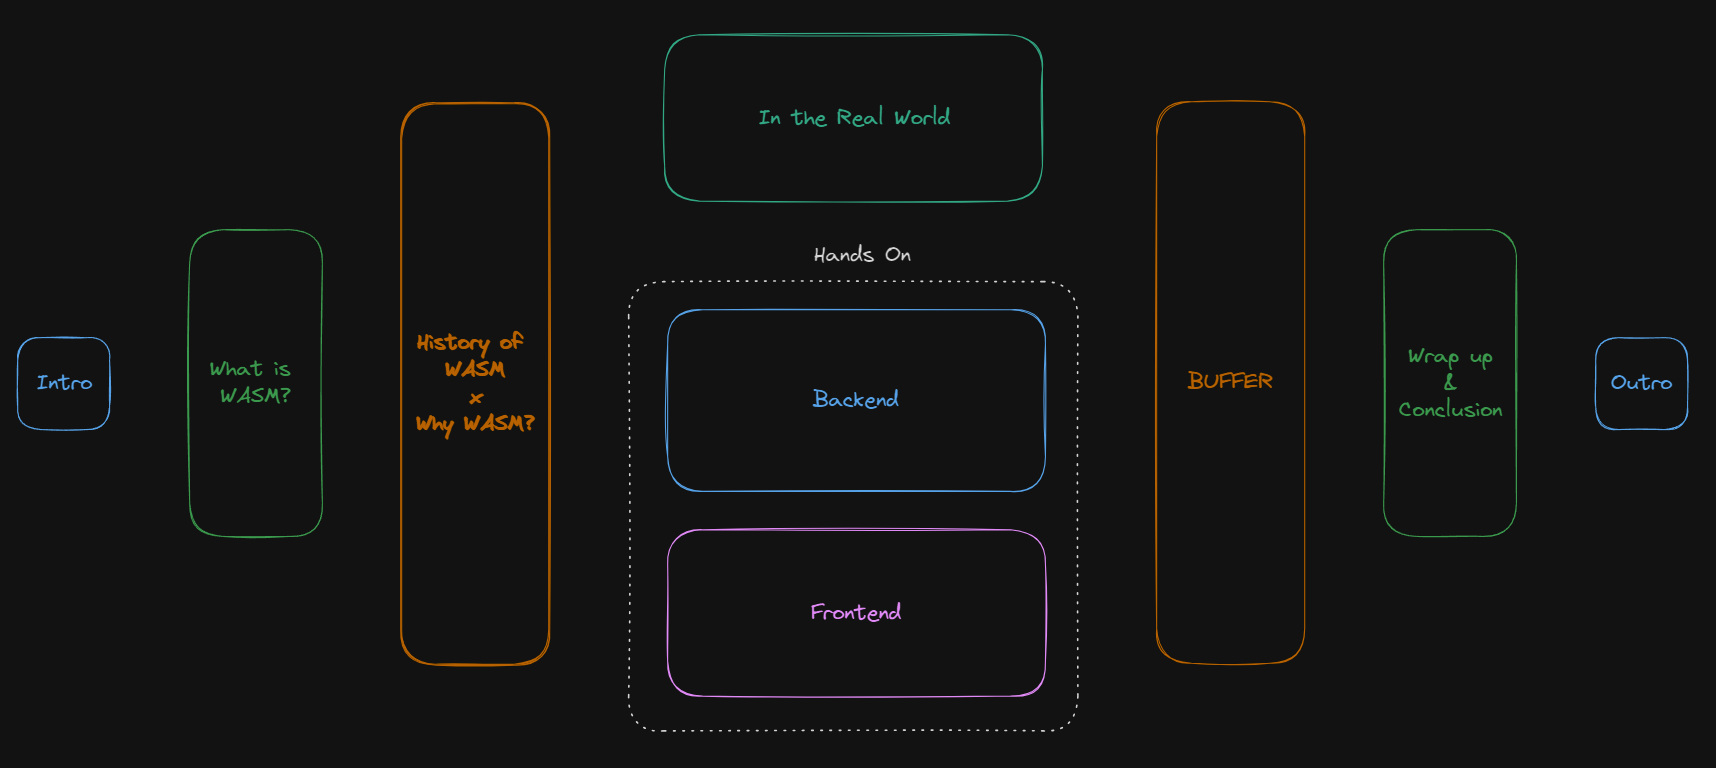 Intro
What is
WASM?
History of
WASM
x
Why WASM?
In the Real World
Hands On
Backend
Frontend
BUFFER
Wrap up
&
Conclusion
Outro